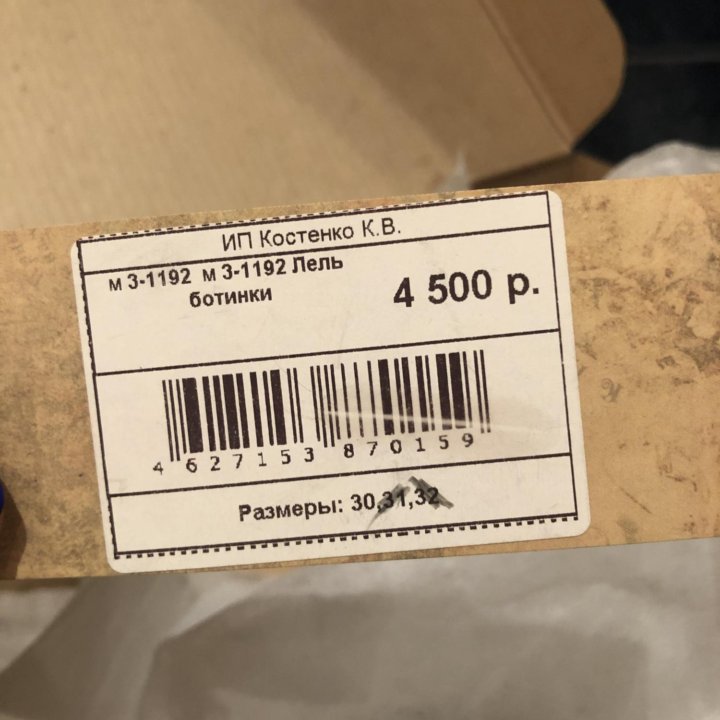 ИП Костенко К.В.
м 3-1192 м 3-1192 Лель
ботинки
4 500 р.
4 627153 870159
Размеры: 30,31,32